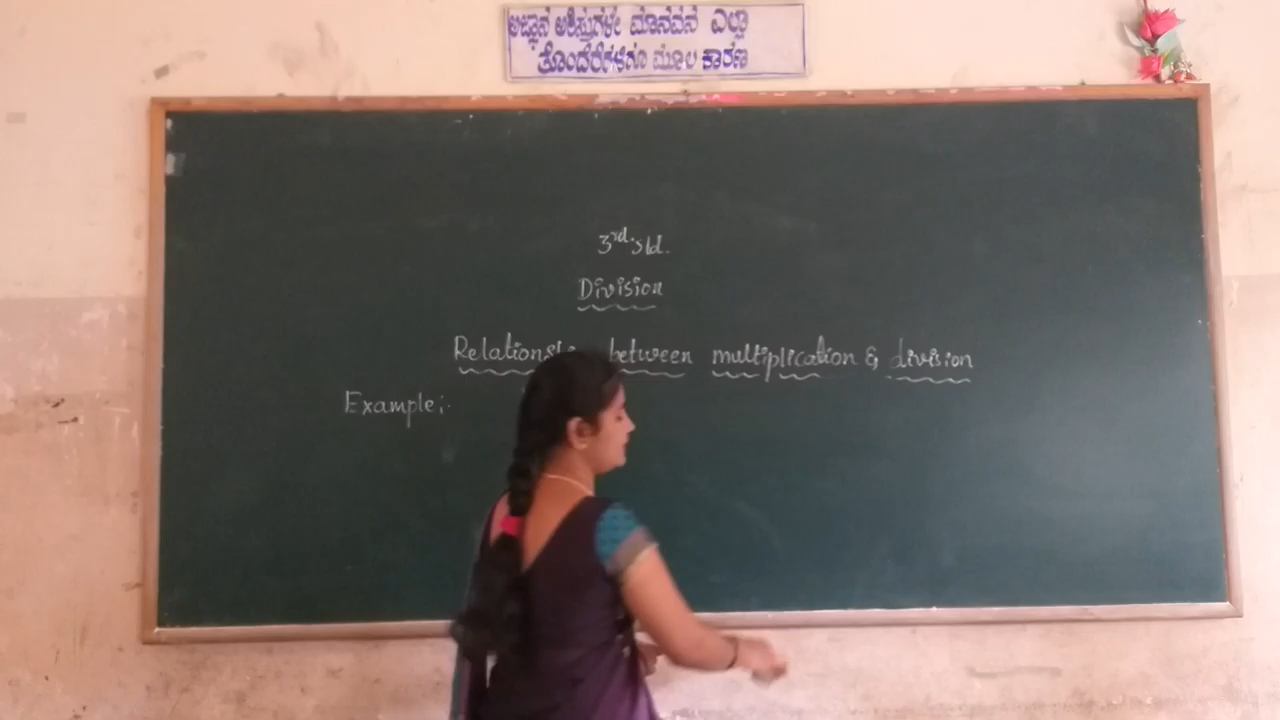 ಅಜ್ಞಾನ ಅಶಿಸ್ತುಗಳೇ ಮಾನವನ ಎಲ್ಲಾ
ತೊಂದರೆಗಳಿಗೂ ಮೂಲ ಕಾರಣ
3rd. std.
Division
between multiplication & division
Example:-